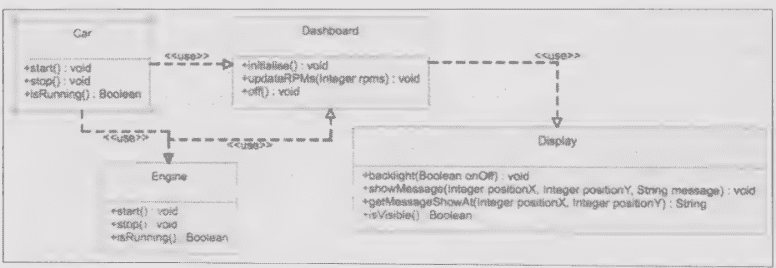 Car
<<use>>
+start() : void
+stop() : void
+isRunning() : Boolean
Dashboard
+initialise() : void
+updateRPMs(Integer rpms) : void
+off() : void
<<use>>
<<use>>
<<use>>
Engine
+start() : void
+stop() : void
+isRunning() : Boolean
Display
+backlight(Boolean onOff) : void
+showMessage(Integer positionX, Integer positionY, String message) : void
+getMessageShowAt(Integer positionX, Integer positionY) : String
+isVisible() : Boolean